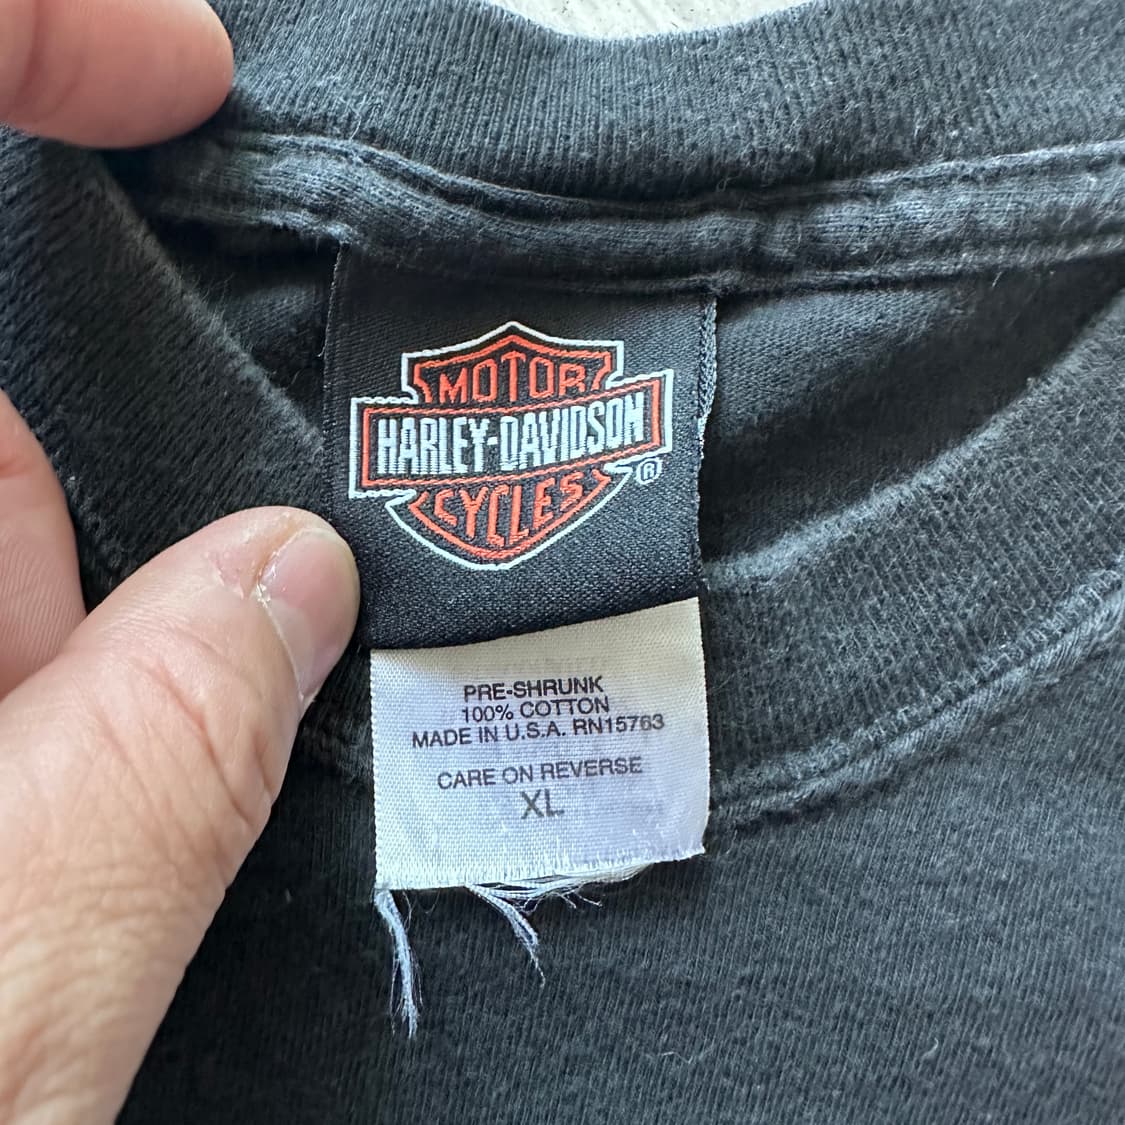 MOTOR
HARLEY-DAVIDSON
CYCLES
®
PRE-SHRUNK
100% COTTON
MADE IN U.S.A. RN15763
CARE ON REVERSE
XL